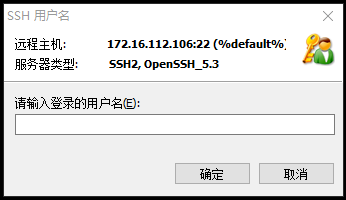 SSH 用户名
远程主机: 172.16.112.106:22 (%default%)
服务器类型: SSH2, OpenSSH_5.3
请输入登录的用户名(E):
确定 取消